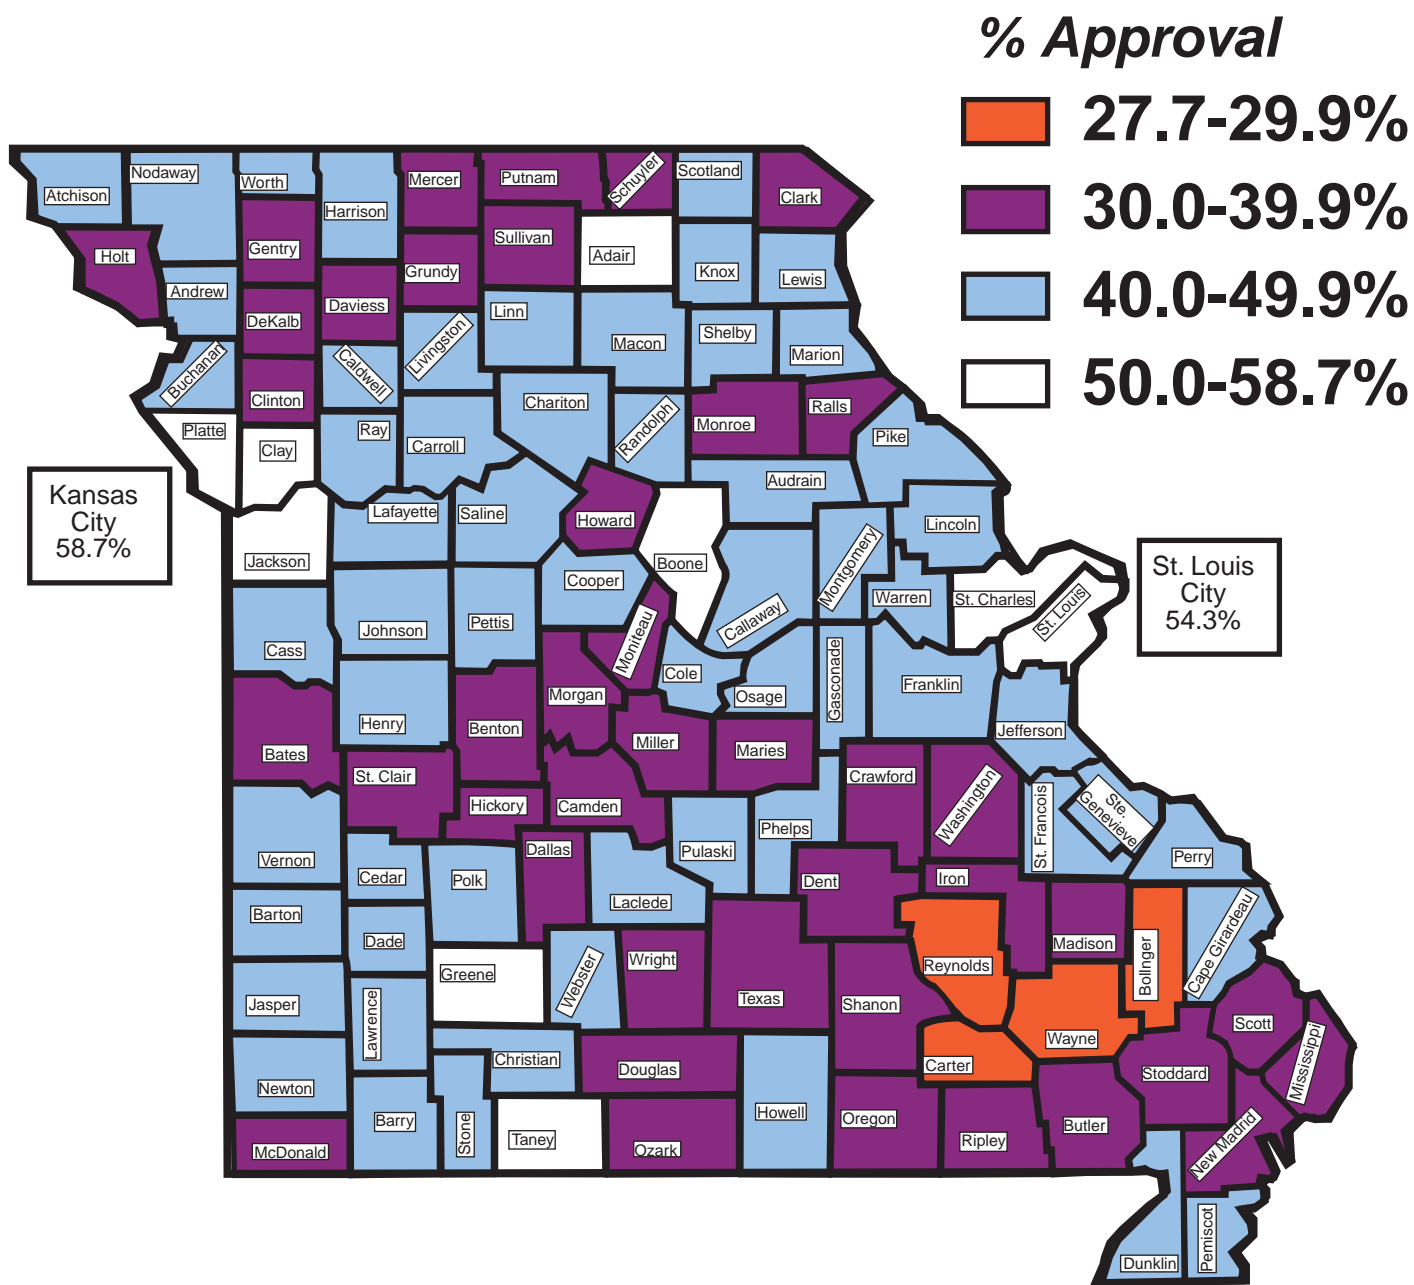 % Approval
27.7-29.9%
30.0-39.9%
40.0-49.9%
50.0-58.7%
Atchison
Nodaway
Worth
Harrison
Mercer
Putnam
Schuyler
Scotland
Clark
Holt
Gentry
Grundy
Sullivan
Adair
Knox
Lewis
Andrew
DeKalb
Daviess
Linn
Macon
Shelby
Marion
Buchanan
Clinton
Caldwell
Livingston
Chariton
Randolph
Monroe
Ralls
Pike
Platte
Clay
Ray
Carroll
Audrain
Kansas
City
58.7%
Lafayette
Saline
Howard
Boone
Montgomery
Lincoln
Jackson
Cooper
Callaway
Warren
St. Charles
St. Louis
St. Louis
City
54.3%
Cass
Johnson
Pettis
Moniteau
Cole
Osage
Gasconade
Franklin
Jefferson
Henry
Benton
Morgan
Miller
Maries
Bates
St. Clair
Hickory
Camden
Crawford
Washington
St. Francois
Ste.
Genevieve
Perry
Vernon
Cedar
Polk
Dallas
Laclede
Pulaski
Phelps
Dent
Iron
Madison
Bolinger
Cape Girardeau
Barton
Dade
Greene
Webster
Wright
Texas
Shanon
Reynolds
Wayne
Scott
Mississippi
Jasper
Lawrence
Christian
Douglas
Carter
Stoddard
Newton
Barry
Stone
Taney
Ozark
Howell
Oregon
Ripley
Butler
New Madrid
McDonald
Dunklin
Pemiscot